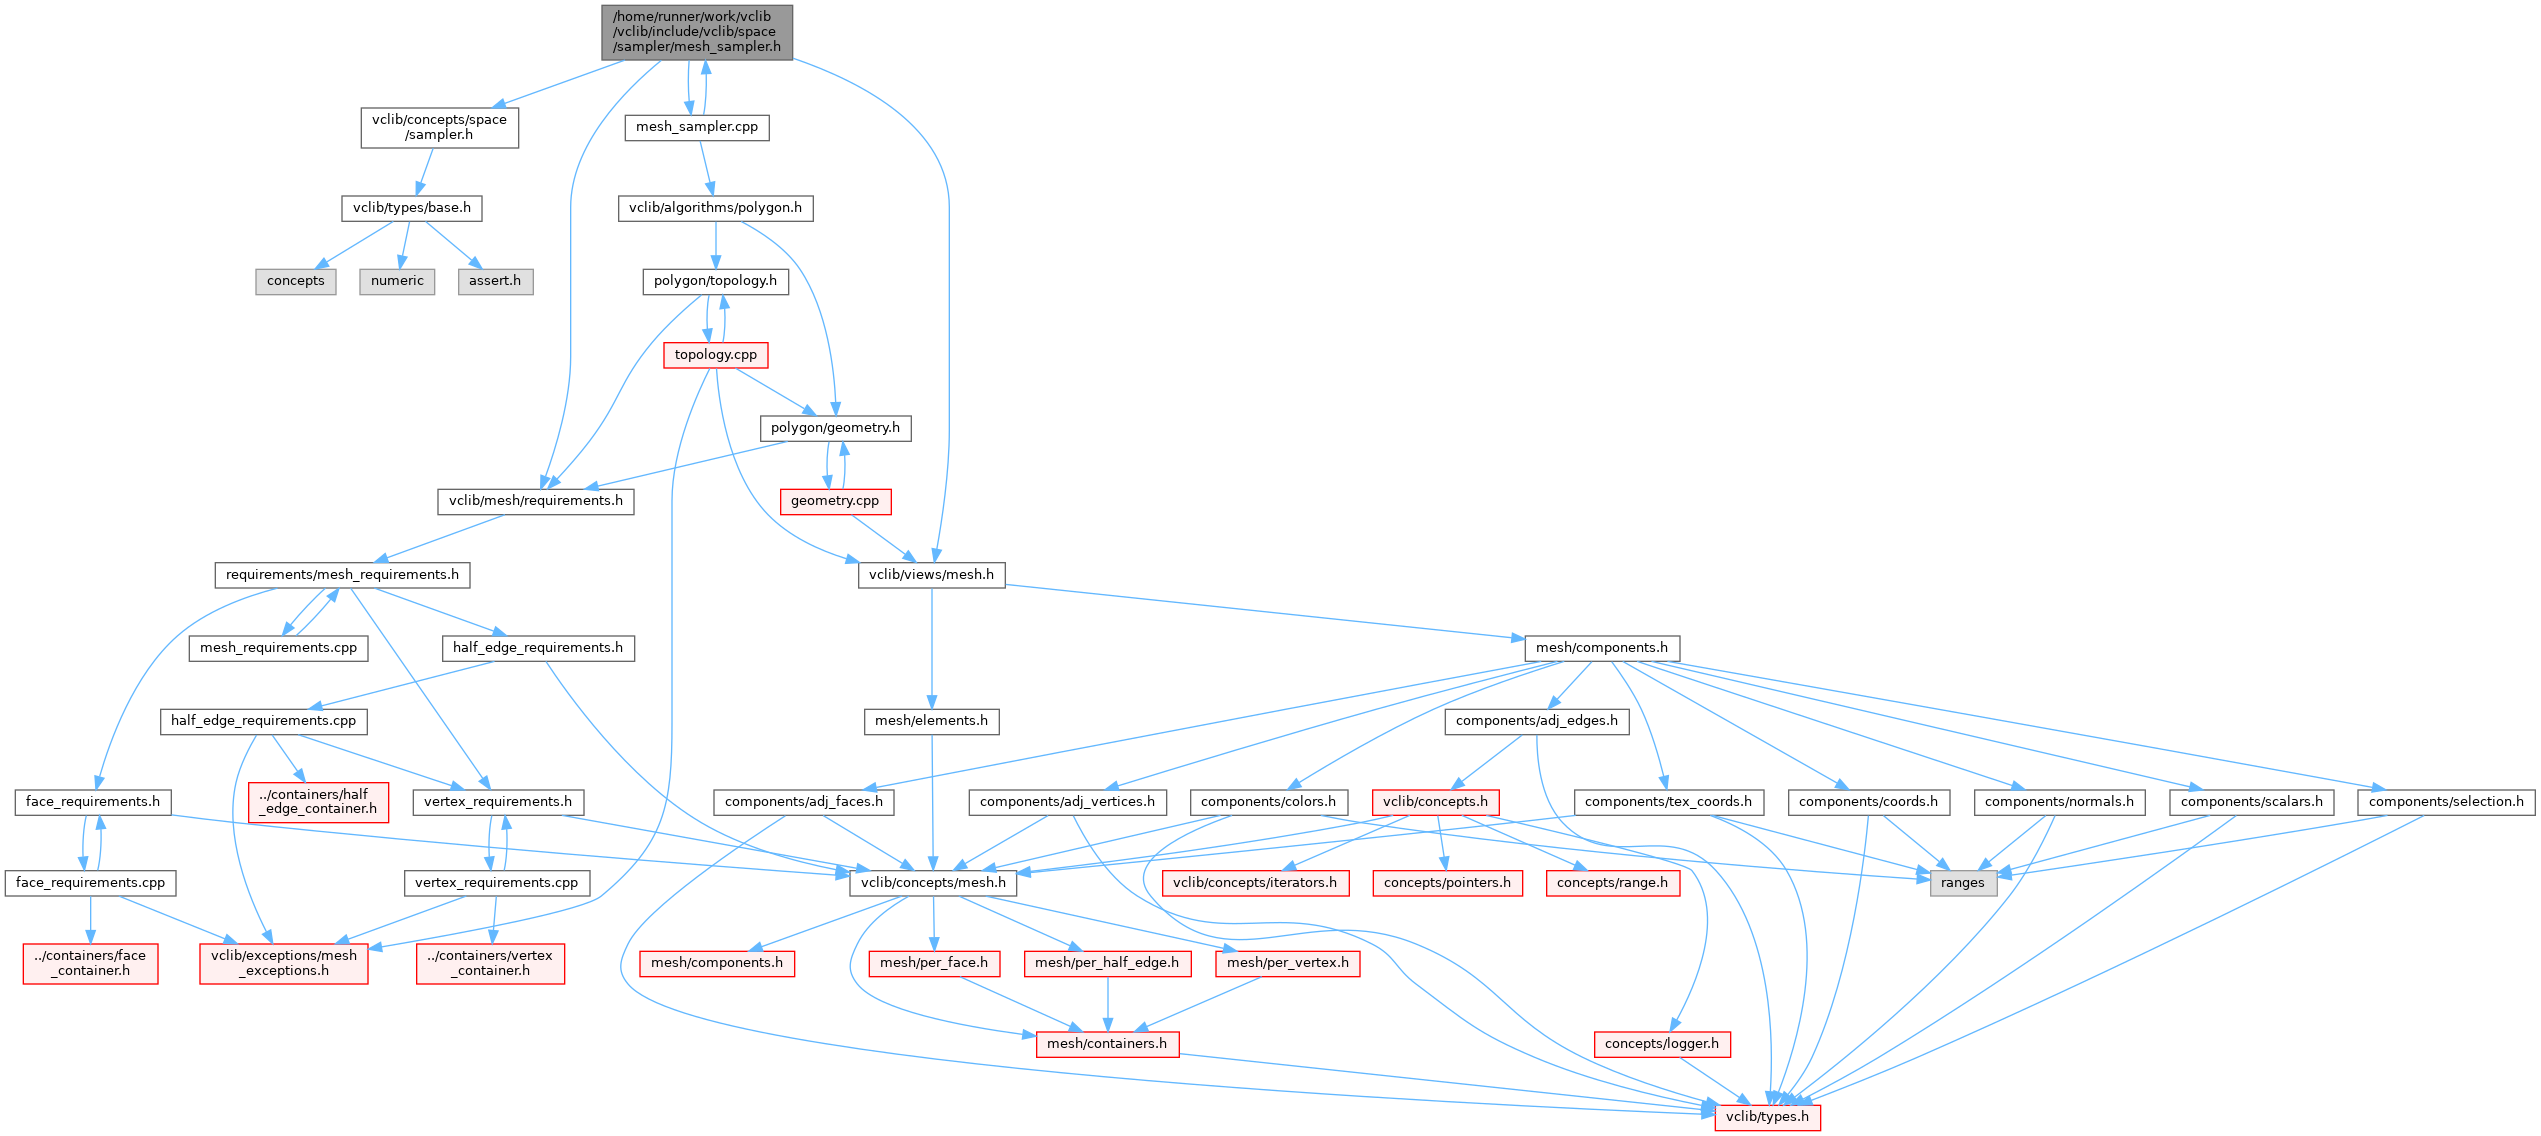 /home/runner/work/vclib
/vclib/include/vclib/space
/sampler/mesh_sampler.h
vclib/concepts/space
/sampler.h
mesh_sampler.cpp
vclib/types/base.h
vclib/algorithms/polygon.h
concepts
numeric
assert.h
polygon/topology.h
topology.cpp
polygon/geometry.h
vclib/mesh/requirements.h
geometry.cpp
requirements/mesh_requirements.h
vclib/views/mesh.h
mesh_requirements.cpp
half_edge_requirements.h
mesh/components.h
half_edge_requirements.cpp
mesh/elements.h
components/adj_edges.h
face_requirements.h
../containers/half
_edge_container.h
vertex_requirements.h
components/adj_faces.h
components/adj_vertices.h
components/colors.h
vclib/concepts.h
components/tex_coords.h
components/coords.h
components/normals.h
components/scalars.h
components/selection.h
face_requirements.cpp
vertex_requirements.cpp
vclib/concepts/mesh.h
vclib/concepts/iterators.h
concepts/pointers.h
concepts/range.h
ranges
../containers/face
_container.h
vclib/exceptions/mesh
_exceptions.h
../containers/vertex
_container.h
mesh/components.h
mesh/per_face.h
mesh/per_half_edge.h
mesh/per_vertex.h
mesh/containers.h
concepts/logger.h
vclib/types.h